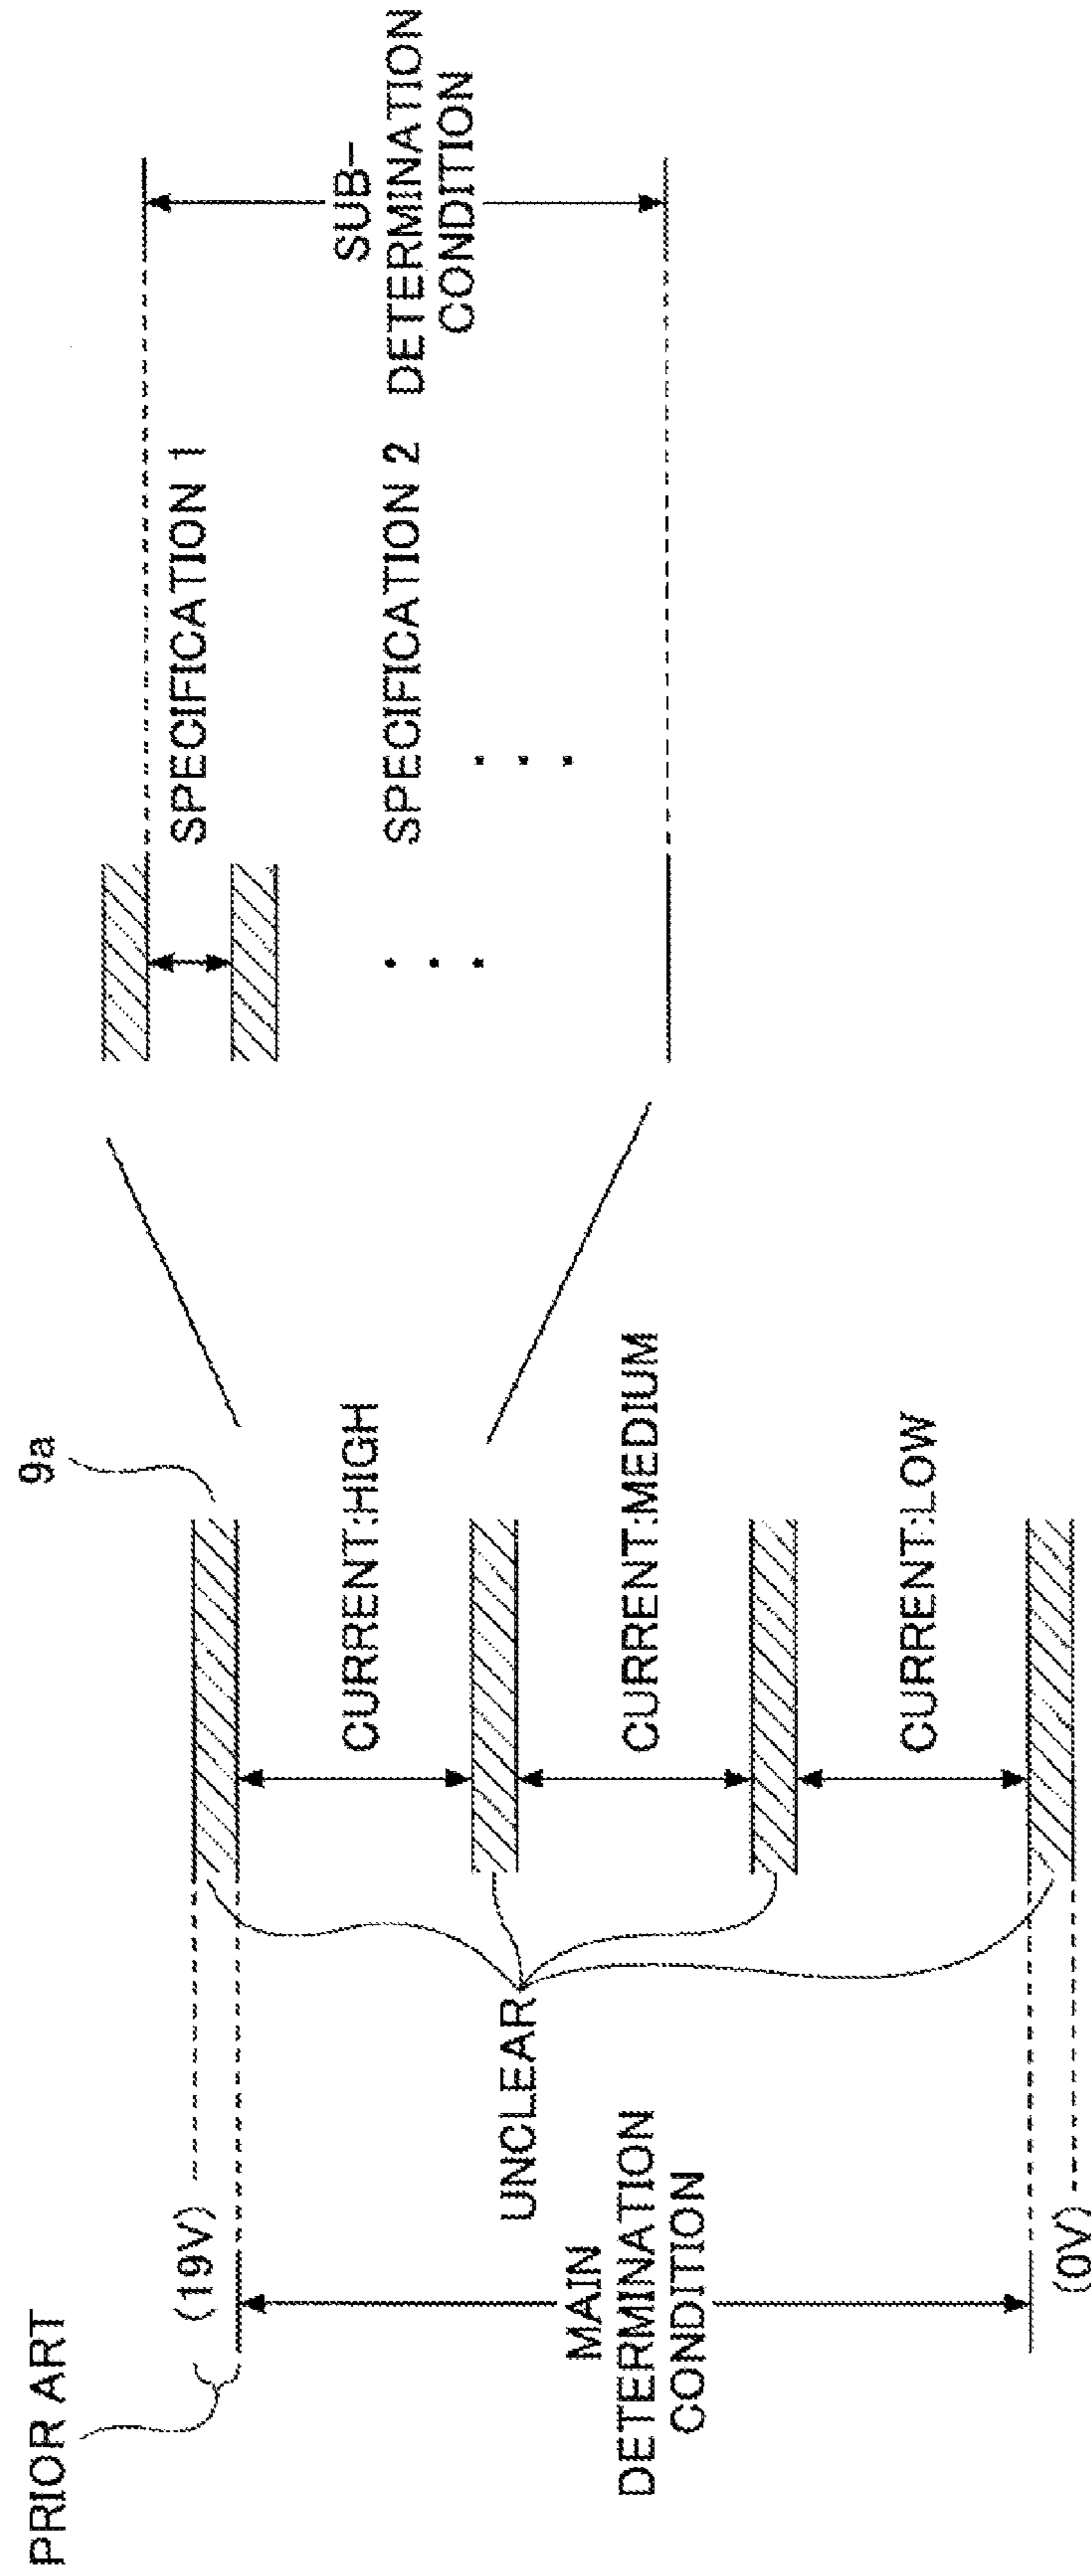 PRIOR ART
(19V)
MAIN
DETERMINATION
CONDITION
(0V)
UNCLEAR
9a
CURRENT:HIGH
CURRENT:MEDIUM
CURRENT:LOW
SPECIFICATION 1
SPECIFICATION 2
SUB-
DETERMINATION
CONDITION